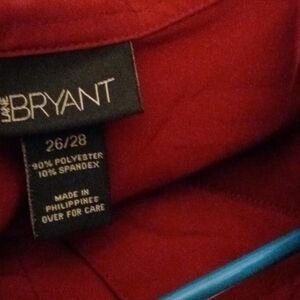 LANE BRYANT
26/28
90% POLYESTER
10% SPANDEX
MADE IN
PHILIPPINES
OVER FOR CARE